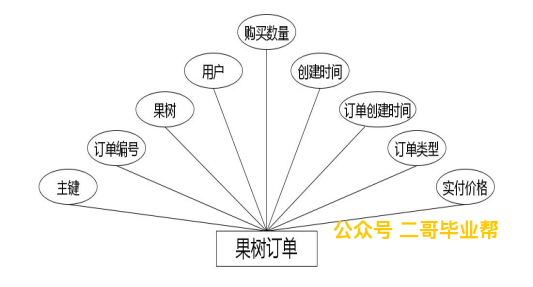 购买数量
用户
创建时间
果树
订单创建时间
订单编号
订单类型
主键
实付价格
公众号 二哥毕业帮
果树订单